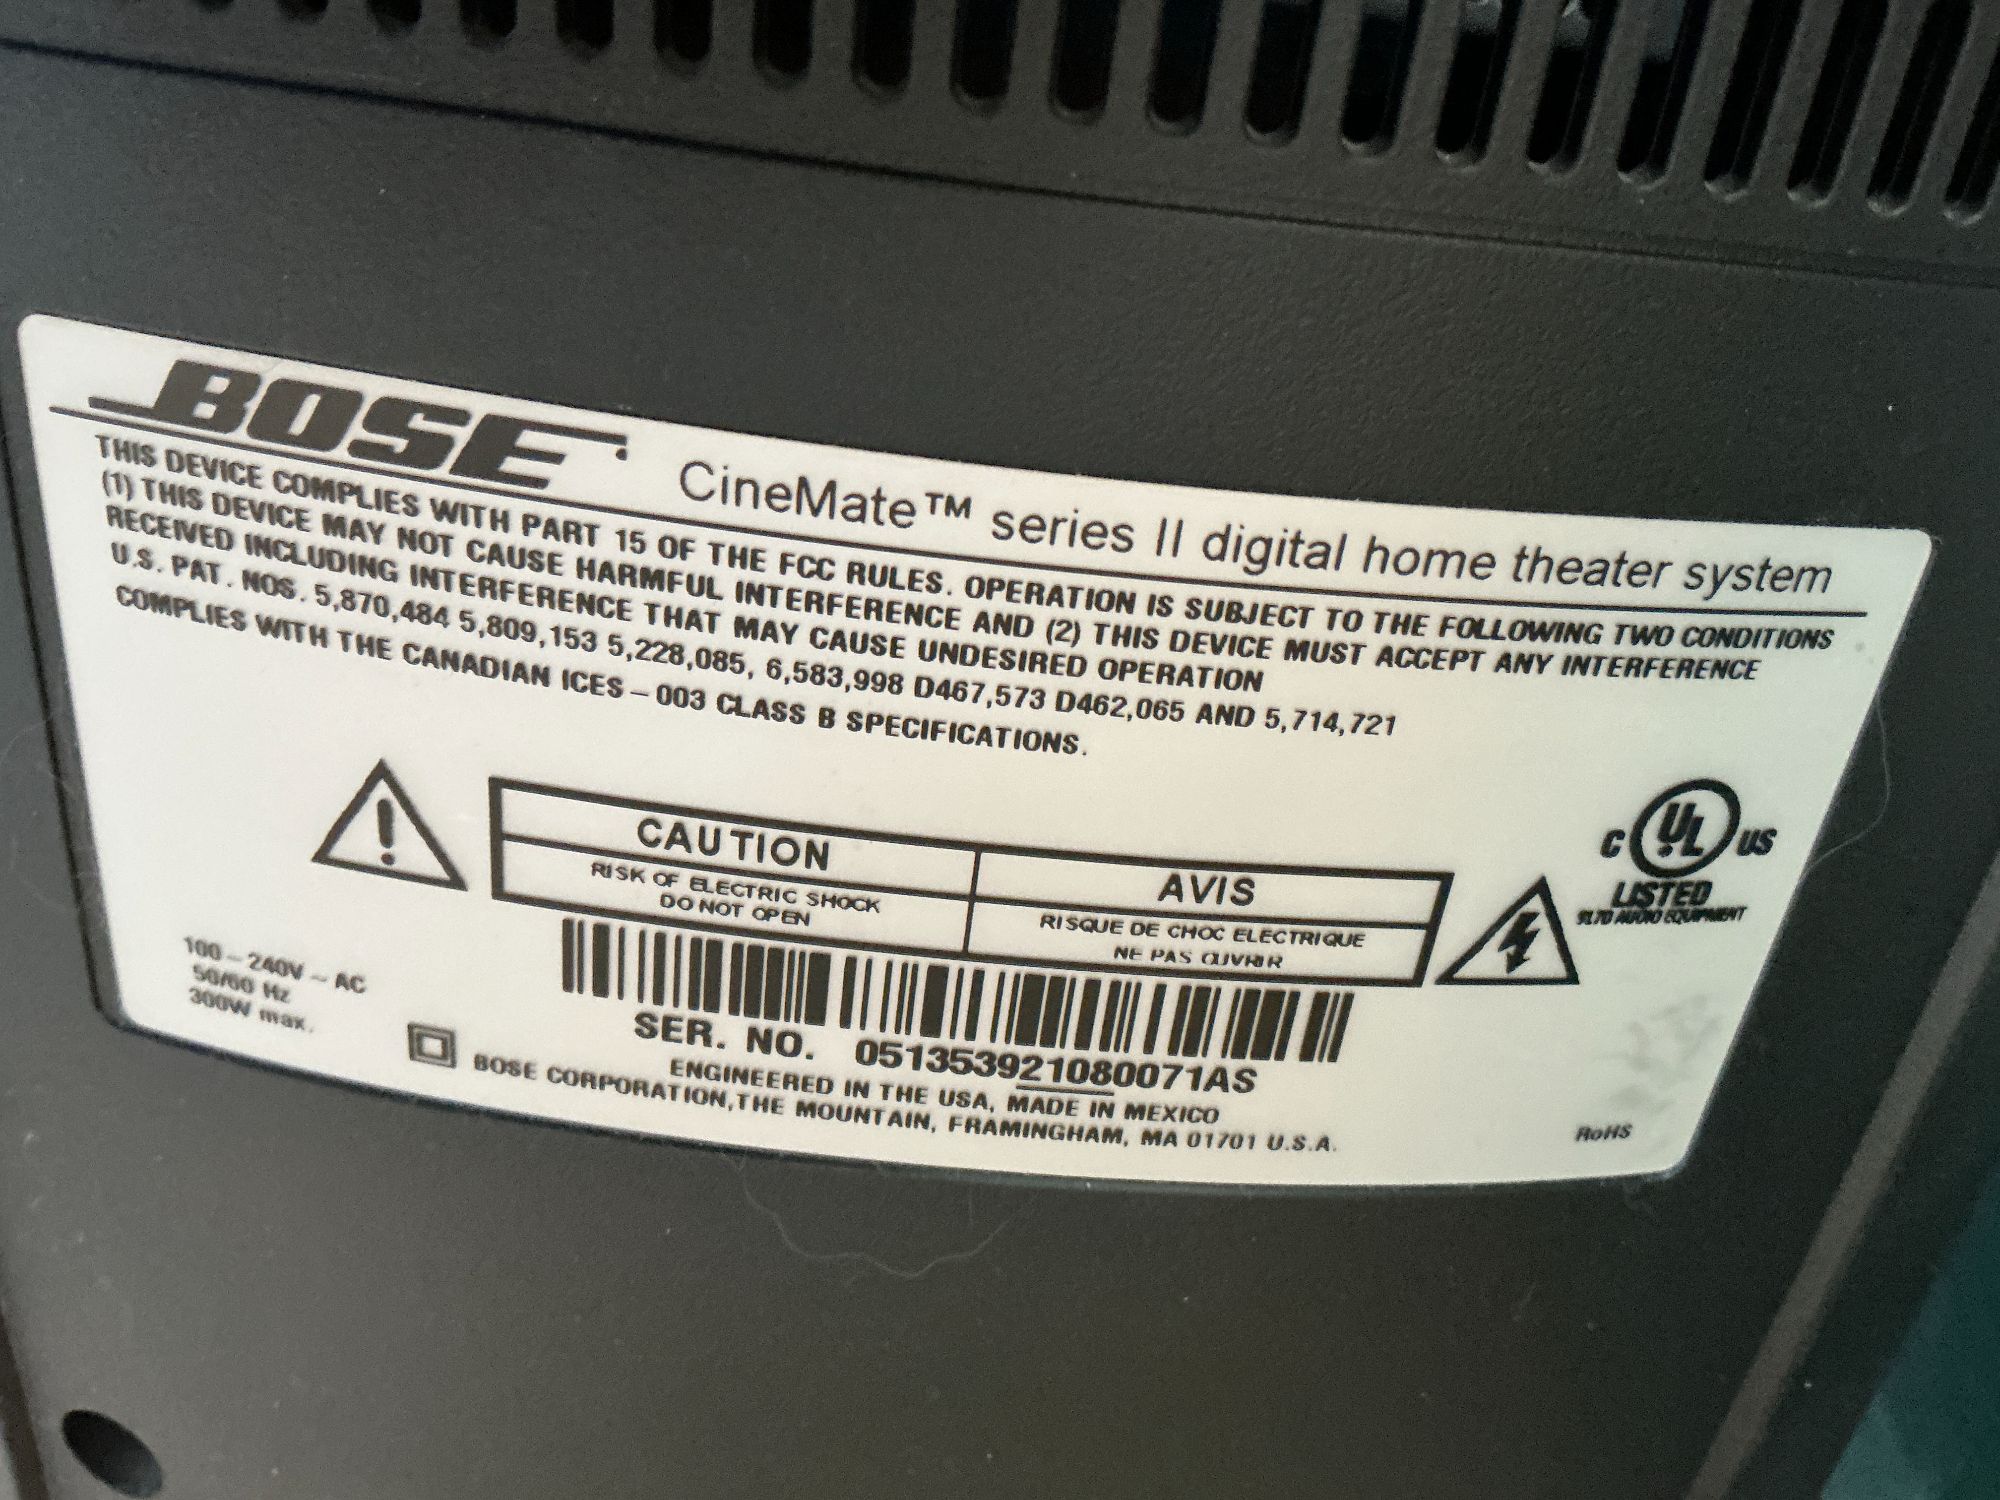 BOSE
CineMate™ series II digital home theater system
THIS DEVICE COMPLIES WITH PART 15 OF THE FCC RULES. OPERATION IS SUBJECT TO THE FOLLOWING TWO CONDITIONS
(1) THIS DEVICE MAY NOT CAUSE HARMFUL INTERFERENCE AND (2) THIS DEVICE MUST ACCEPT ANY INTERFERENCE
RECEIVED INCLUDING INTERFERENCE THAT MAY CAUSE UNDESIRED OPERATION
U.S. PAT. NOS. 5,870,484 5,809,153 5,228,085, 6,583,998 D467,573 D462,065 AND 5,714,721
COMPLIES WITH THE CANADIAN ICES – 003 CLASS B SPECIFICATIONS.
CAUTION
RISK OF ELECTRIC SHOCK
DO NOT OPEN
AVIS
RISQUE DE CHOC ELECTRIQUE
NE PAS OUVRIR
C UL US
LISTED
91.7D AUDIO EQUIPMENT
100 – 240V ~ AC
50/60 Hz
300W max.
SER. NO. 051353921080071AS
ENGINEERED IN THE USA, MADE IN MEXICO
BOSE CORPORATION, THE MOUNTAIN, FRAMINGHAM, MA 01701 U.S.A.
RoHS